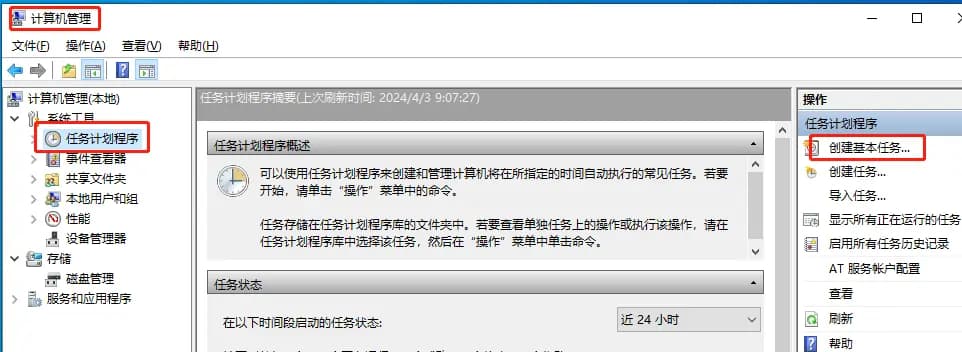 计算机管理
文件(F) 操作(A) 查看(V) 帮助(H)
计算机管理(本地)
系统工具
任务计划程序
事件查看器
共享文件夹
本地用户和组
性能
设备管理器
存储
磁盘管理
服务和应用程序
任务计划程序摘要(上次刷新时间: 2024/4/3 9:07:27)
任务计划程序概述
可以使用任务计划程序来创建和管理计算机将在所指定的时间自动执行的常见任务。若要
开始，请单击“操作”菜单中的命令。
任务存储在任务计划程序库的文件夹中。若要查看单独任务上的操作或执行该操作，请在
任务计划程序库中选择该任务，然后在“操作”菜单中单击命令。
任务状态
在以下时间段启动的任务状态:
近 24 小时
操作
任务计划程序
创建基本任务...
创建任务...
导入任务...
显示所有正在运行的任务
启用所有任务历史记录
AT 服务帐户配置
查看
刷新
帮助